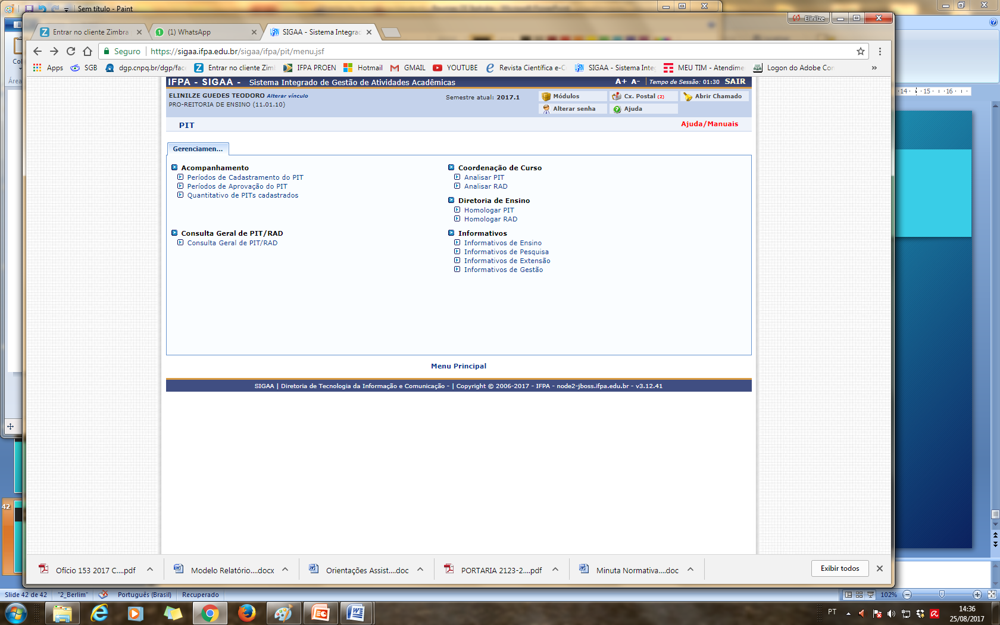 Sem título - Paint
Elinilze
Entrar no cliente Zimbra
(1) WhatsApp
SIGAA - Sistema Integrad
Seguro
https://sigaa.ifpa.edu.br/sigaa/ifpa/pit/menu.jsf
Apps
SGB
dgp.cnpq.br/dgp/fac
Entrar no cliente Zim
IFPA PROEN
Hotmail
GMAIL
YOUTUBE
Revista Científica e-C
SIGAA - Sistema Integ
MEU TIM - Atendime
Logon do Adobe Con
»
IFPA - SIGAA - Sistema Integrado de Gestão de Atividades Acadêmicas
A+ A- Tempo de Sessão: 01:30 SAIR
ELINILZE GUEDES TEODORO Alterar vínculo
PRO-REITORIA DE ENSINO (11.01.10)
Semestre atual: 2017.1
Módulos
Cx. Postal (2)
Abrir Chamado
Alterar senha
Ajuda
PIT
Ajuda/Manuais
Gerenciamen...
Acompanhamento
Períodos de Cadastramento do PIT
Períodos de Aprovação do PIT
Quantitativo de PITs cadastrados
Coordenação de Curso
Analisar PIT
Analisar RAD
Diretoria de Ensino
Homologar PIT
Homologar RAD
Consulta Geral de PIT/RAD
Consulta Geral de PIT/RAD
Informativos
Informativos de Ensino
Informativos de Pesquisa
Informativos de Extensão
Informativos de Gestão
Menu Principal
SIGAA | Diretoria de Tecnologia da Informação e Comunicação - | Copyright © 2006-2017 - IFPA - node2-jboss.ifpa.edu.br - v3.12.41
14 15 16
42
Ofício 153 2017 C....pdf
Modelo Relatório....docx
Orientações Assist....doc
PORTARIA 2123-2....pdf
Minuta Normativa....doc
Exibir todos
Slide 42 de 42
"2_Berlim"
Português (Brasil)
Recuperado
102%
PT
14:36
25/08/2017